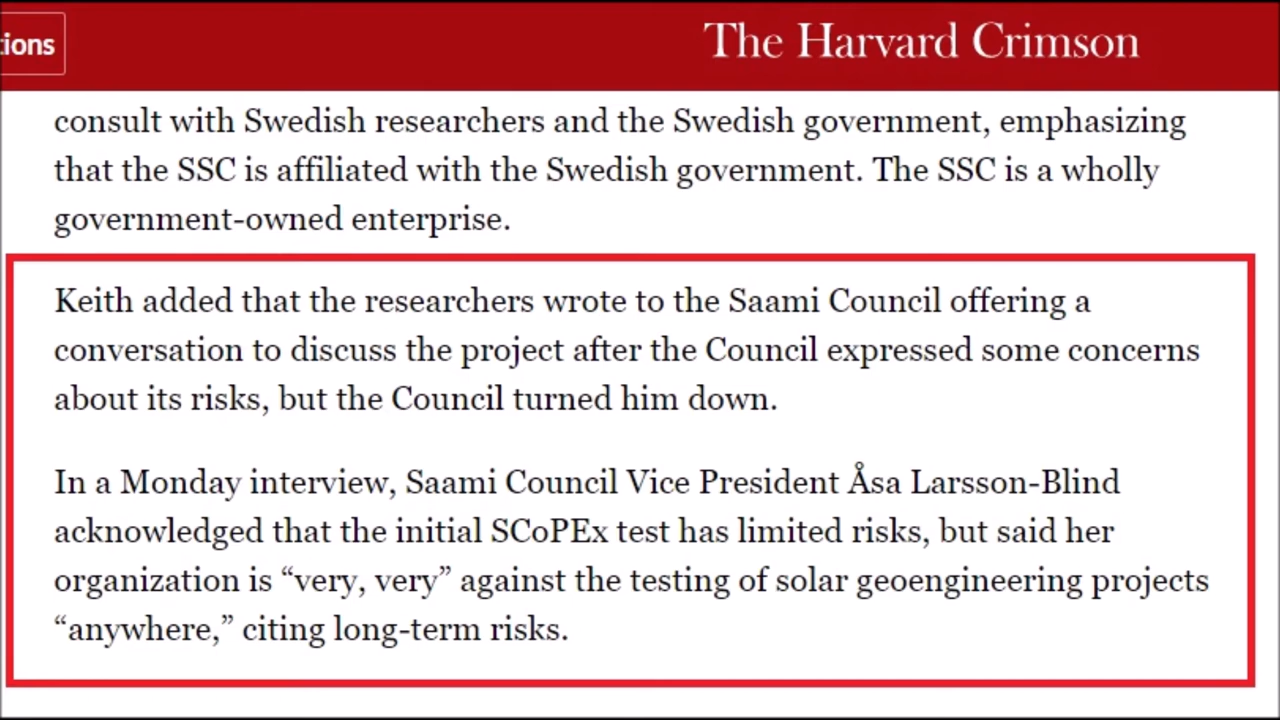 tions
The Harvard Crimson
consult with Swedish researchers and the Swedish government, emphasizing
that the SSC is affiliated with the Swedish government. The SSC is a wholly
government-owned enterprise.
Keith added that the researchers wrote to the Saami Council offering a
conversation to discuss the project after the Council expressed some concerns
about its risks, but the Council turned him down.
In a Monday interview, Saami Council Vice President Åsa Larsson-Blind
acknowledged that the initial SCoPEx test has limited risks, but said her
organization is “very, very” against the testing of solar geoengineering projects
“anywhere,” citing long-term risks.